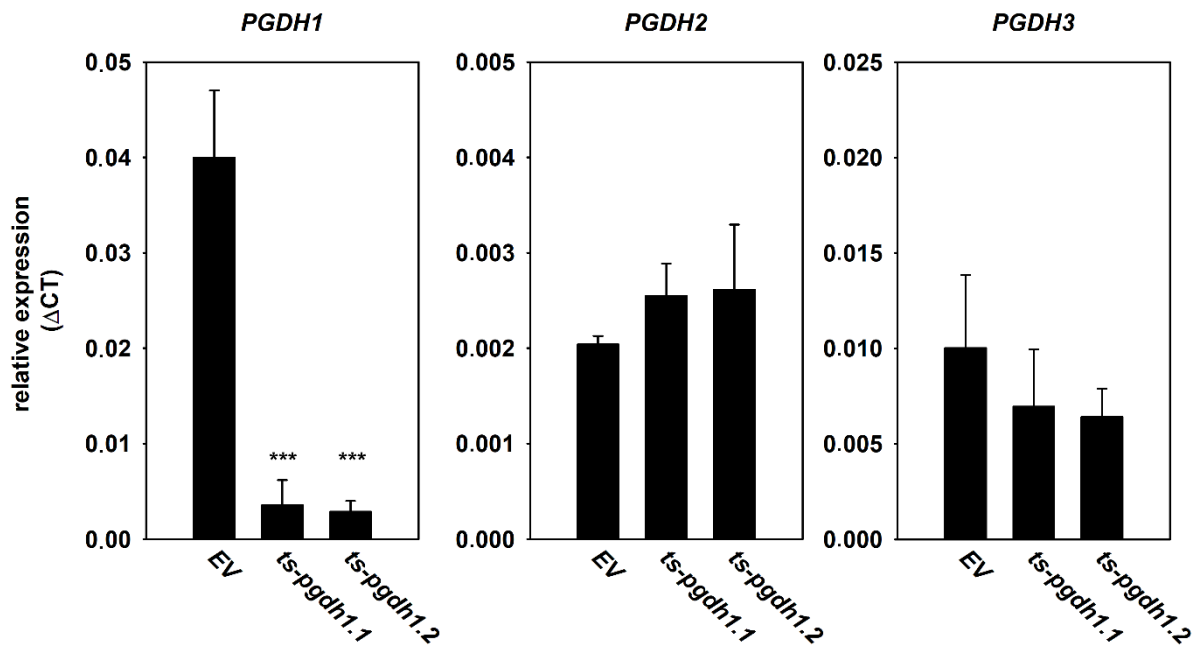 PGDH1
PGDH2
PGDH3
relative expression
(ΔCT)
0.05
0.04
0.03
0.02
0.01
0.00
***
***
EV
ts-pgdh1.1
ts-pgdh1.2
0.005
0.004
0.003
0.002
0.001
0.000
EV
ts-pgdh1.1
ts-pgdh1.2
0.025
0.020
0.015
0.010
0.005
0.000
EV
ts-pgdh1.1
ts-pgdh1.2